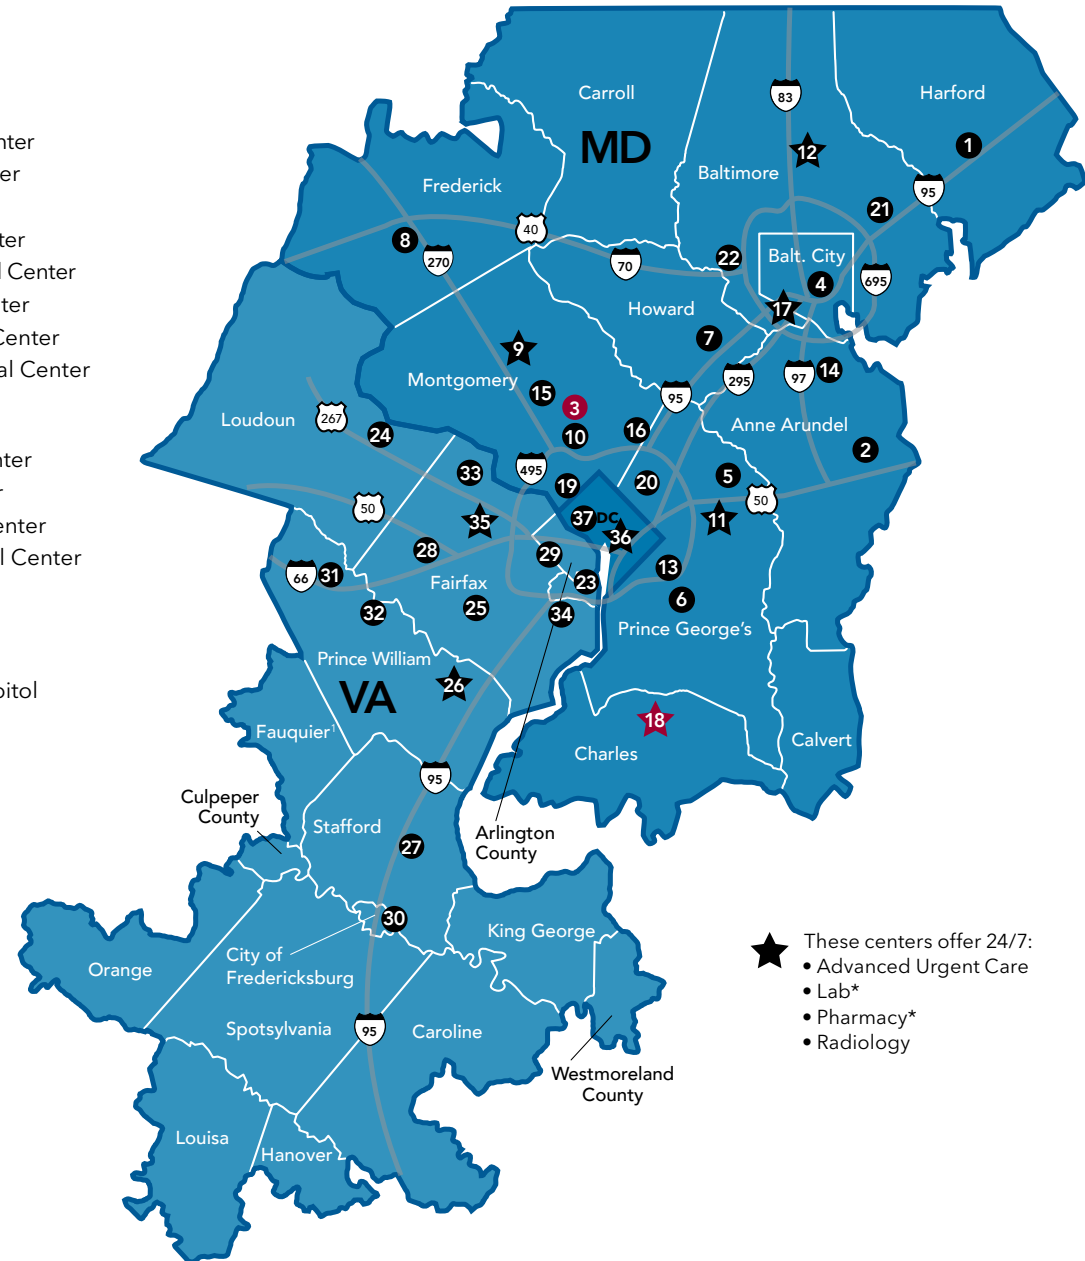 nter
er
ter
l Center
ter
Center
al Center
nter
r
enter
l Center
pitol
Carroll
83
Harford
MD
12
1
Baltimore
Frederick
95
21
40
8
270
70
22
Balt. City
4
695
Howard
17
7
9
Montgomery
15
3
95
295
97
14
Loudoun
267
24
10
16
Anne Arundel
2
33
495
19
20
5
50
50
35
37
DC
36
11
28
29
13
66
31
Fairfax
23
6
32
25
34
Prince George's
Prince William
26
VA
18
Fauquier¹
Charles
Calvert
95
Culpeper
County
Stafford
27
Arlington
County
30
King George
City of
Fredericksburg
Orange
Spotsylvania
95
Caroline
Westmoreland
County
Louisa
Hanover
These centers offer 24/7:
• Advanced Urgent Care
• Lab*
• Pharmacy*
• Radiology